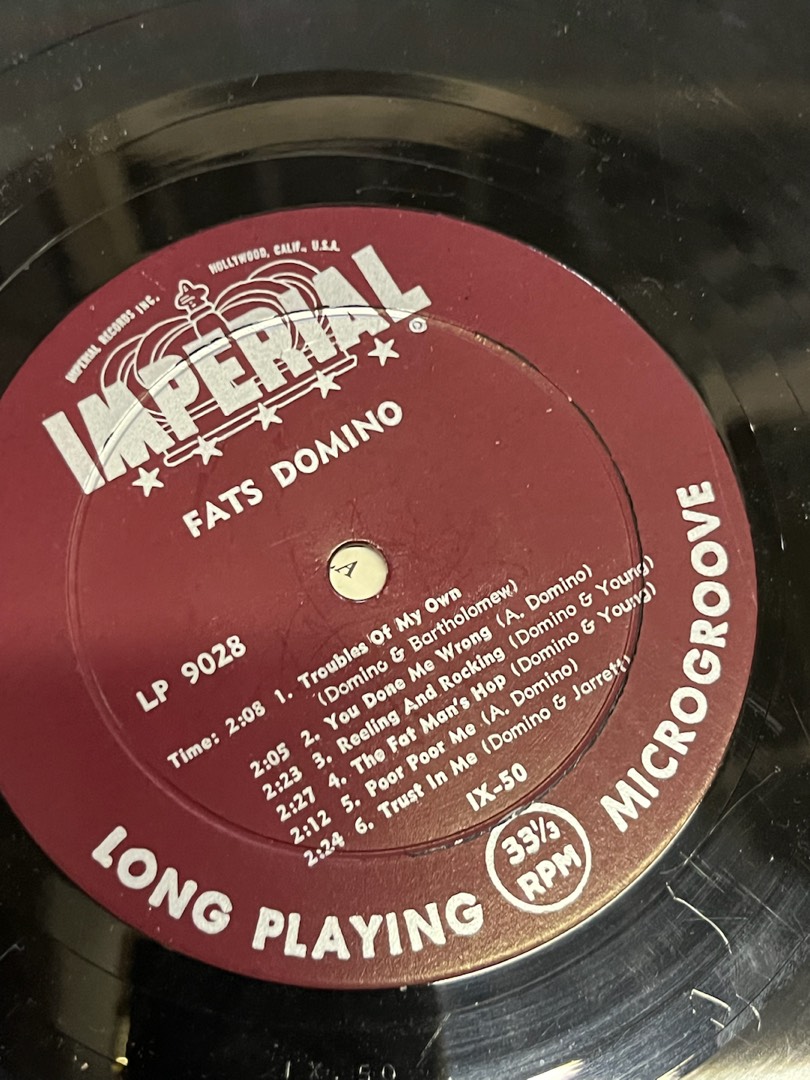 IMPERIAL RECORDS INC.
HOLLYWOOD, CALIF., U.S.A.
IMPERIAL
FATS DOMINO
A
LP 9028
Time: 2:08 1. Troubles Of My Own
(Domino & Bartholomew)
2:05 2. You Done Me Wrong (A. Domino)
2:23 3. Reeling And Rocking (Domino & Young)
2:27 4. The Fat Man's Hop (Domino & Young)
2:12 5. Poor Poor Me (A. Domino)
2:24 6. Trust In Me (Domino & Jarrett)
IX-50
LONG PLAYING
33⅓
RPM
MICROGROOVE
IX-50